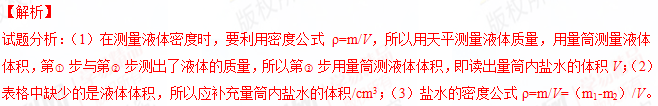 【解析】
试题分析：（1）在测量液体密度时，要利用密度公式 ρ=m/V，所以用天平测量液体质量，用量筒测量液体
体积，第①步与第②步测出了液体的质量，所以第③步用量筒测液体体积，即读出量筒内盐水的体积 V；（2）
表格中缺少的是液体体积，所以应补充量筒内盐水的体积/cm³；（3）盐水的密度公式 ρ=m/V=（m₁-m₂）/V。